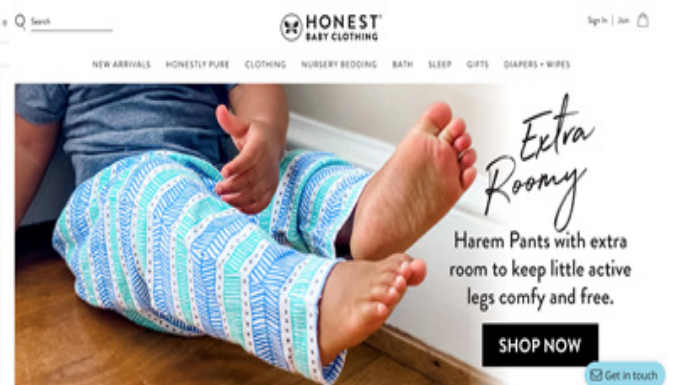 Search
HONEST
BABY CLOTHING
Sign In | Join
NEW ARRIVALS HONESTLY PURE CLOTHING NURSERY BEDDING BATH SLEEP GIFTS DIAPERS + WIPES
Extra
Roomy
Harem Pants with extra
room to keep little active
legs comfy and free.
SHOP NOW
Get in touch